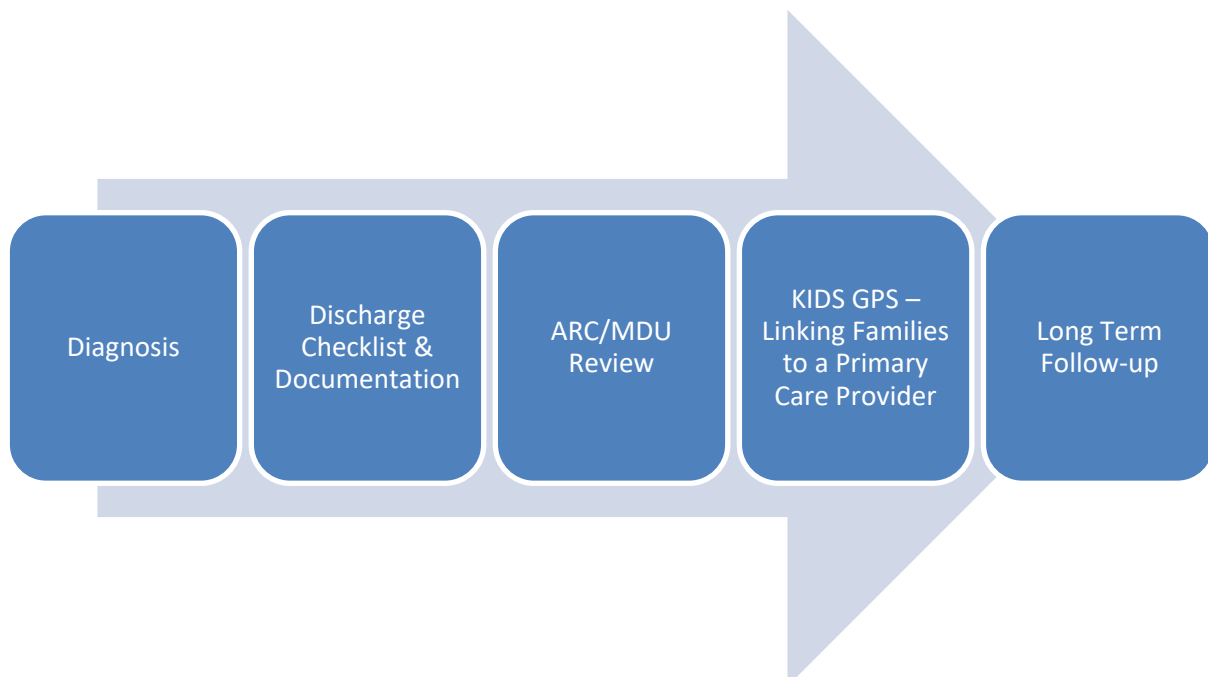 Diagnosis
Discharge
Checklist &
Documentation
ARC/MDU
Review
KIDS GPS –
Linking Families
to a Primary
Care Provider
Long Term
Follow-up